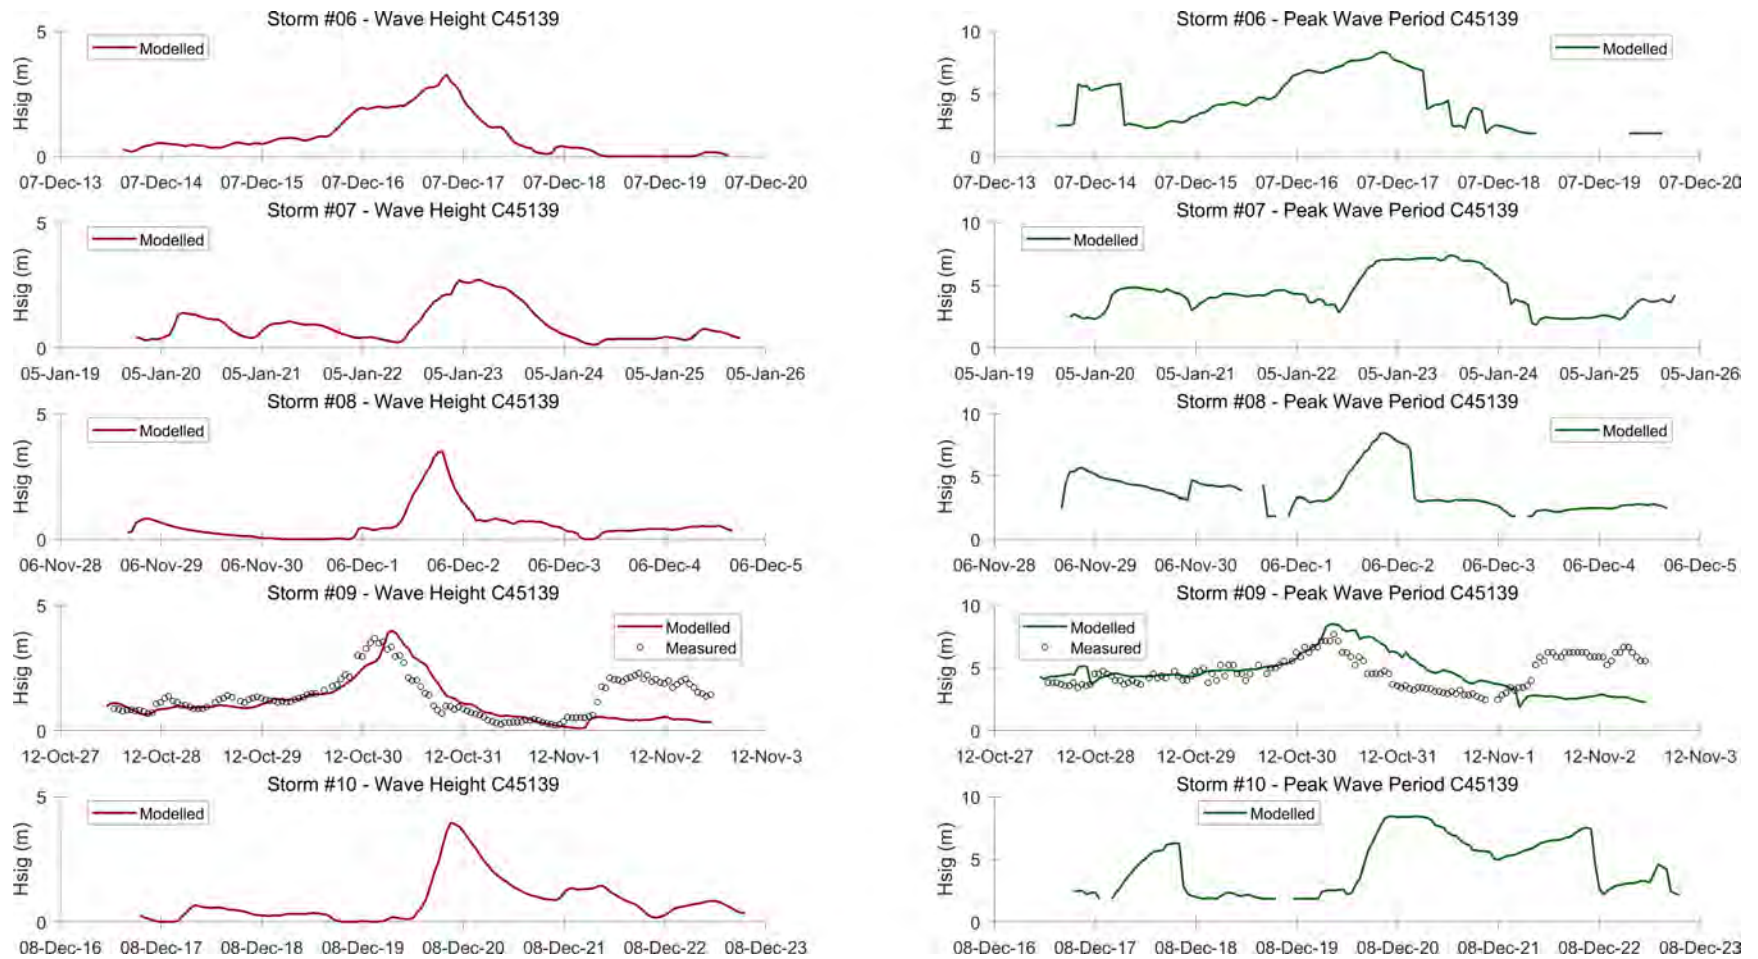 Storm #06 - Wave Height C45139
5
Modelled
Hsig (m)
0
07-Dec-13 07-Dec-14 07-Dec-15 07-Dec-16 07-Dec-17 07-Dec-18 07-Dec-19 07-Dec-20
Storm #06 - Peak Wave Period C45139
10
Modelled
Hsig (m)
5
0
07-Dec-13 07-Dec-14 07-Dec-15 07-Dec-16 07-Dec-17 07-Dec-18 07-Dec-19 07-Dec-20
Storm #07 - Wave Height C45139
5
Modelled
Hsig (m)
0
05-Jan-19 05-Jan-20 05-Jan-21 05-Jan-22 05-Jan-23 05-Jan-24 05-Jan-25 05-Jan-26
Storm #07 - Peak Wave Period C45139
10
Modelled
Hsig (m)
5
0
05-Jan-19 05-Jan-20 05-Jan-21 05-Jan-22 05-Jan-23 05-Jan-24 05-Jan-25 05-Jan-26
Storm #08 - Wave Height C45139
5
Modelled
Hsig (m)
0
06-Nov-28 06-Nov-29 06-Nov-30 06-Dec-1 06-Dec-2 06-Dec-3 06-Dec-4 06-Dec-5
Storm #08 - Peak Wave Period C45139
10
Modelled
Hsig (m)
5
0
06-Nov-28 06-Nov-29 06-Nov-30 06-Dec-1 06-Dec-2 06-Dec-3 06-Dec-4 06-Dec-5
Storm #09 - Wave Height C45139
5
Modelled
Measured
Hsig (m)
0
12-Oct-27 12-Oct-28 12-Oct-29 12-Oct-30 12-Oct-31 12-Nov-1 12-Nov-2 12-Nov-3
Storm #09 - Peak Wave Period C45139
10
Modelled
Measured
Hsig (m)
5
0
12-Oct-27 12-Oct-28 12-Oct-29 12-Oct-30 12-Oct-31 12-Nov-1 12-Nov-2 12-Nov-3
Storm #10 - Wave Height C45139
5
Modelled
Hsig (m)
0
08-Dec-16 08-Dec-17 08-Dec-18 08-Dec-19 08-Dec-20 08-Dec-21 08-Dec-22 08-Dec-23
Storm #10 - Peak Wave Period C45139
10
Modelled
Hsig (m)
5
0
08-Dec-16 08-Dec-17 08-Dec-18 08-Dec-19 08-Dec-20 08-Dec-21 08-Dec-22 08-Dec-23